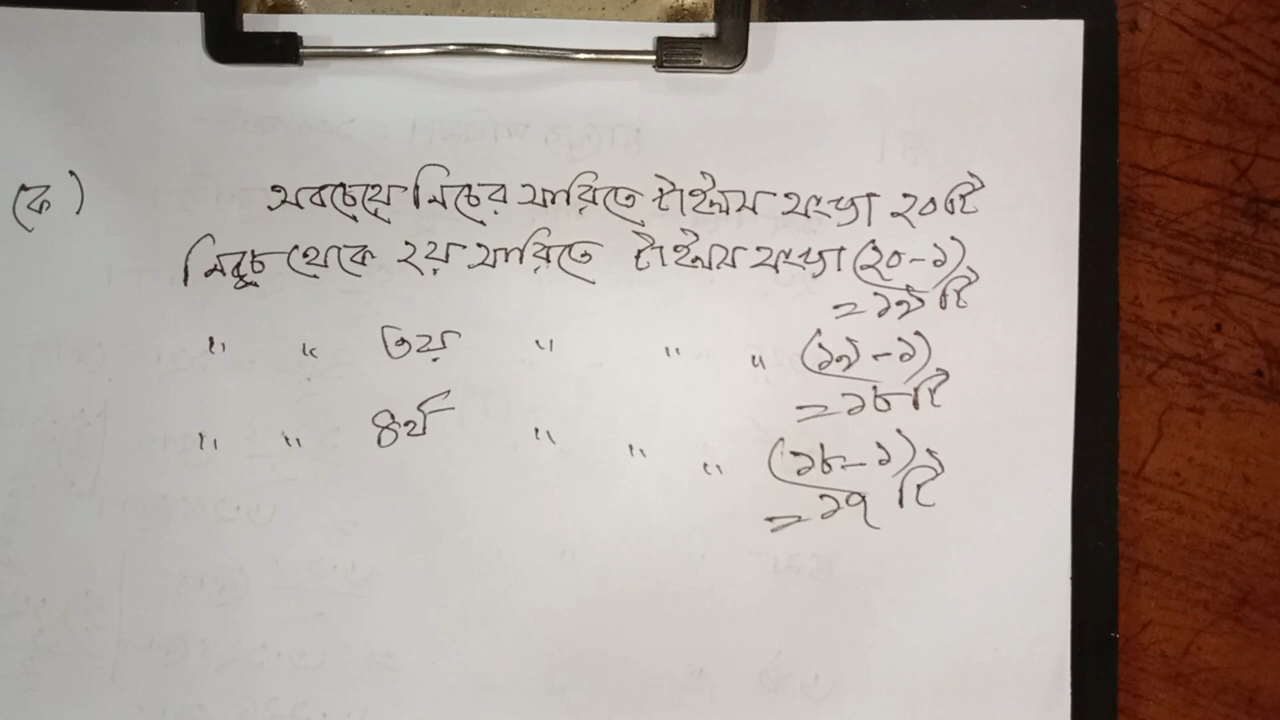 (ক) সবচেয়ে নিচের সারিতে টাইলস সংখ্যা ২০টি
নিচ থেকে ২য় সারিতে টাইলস সংখ্যা (২০-১)
=১৯টি
" " ৩য় " " " (১৯-১)
=১৮টি
" " ৪র্থ " " " (১৮-১)
=১৭ টি